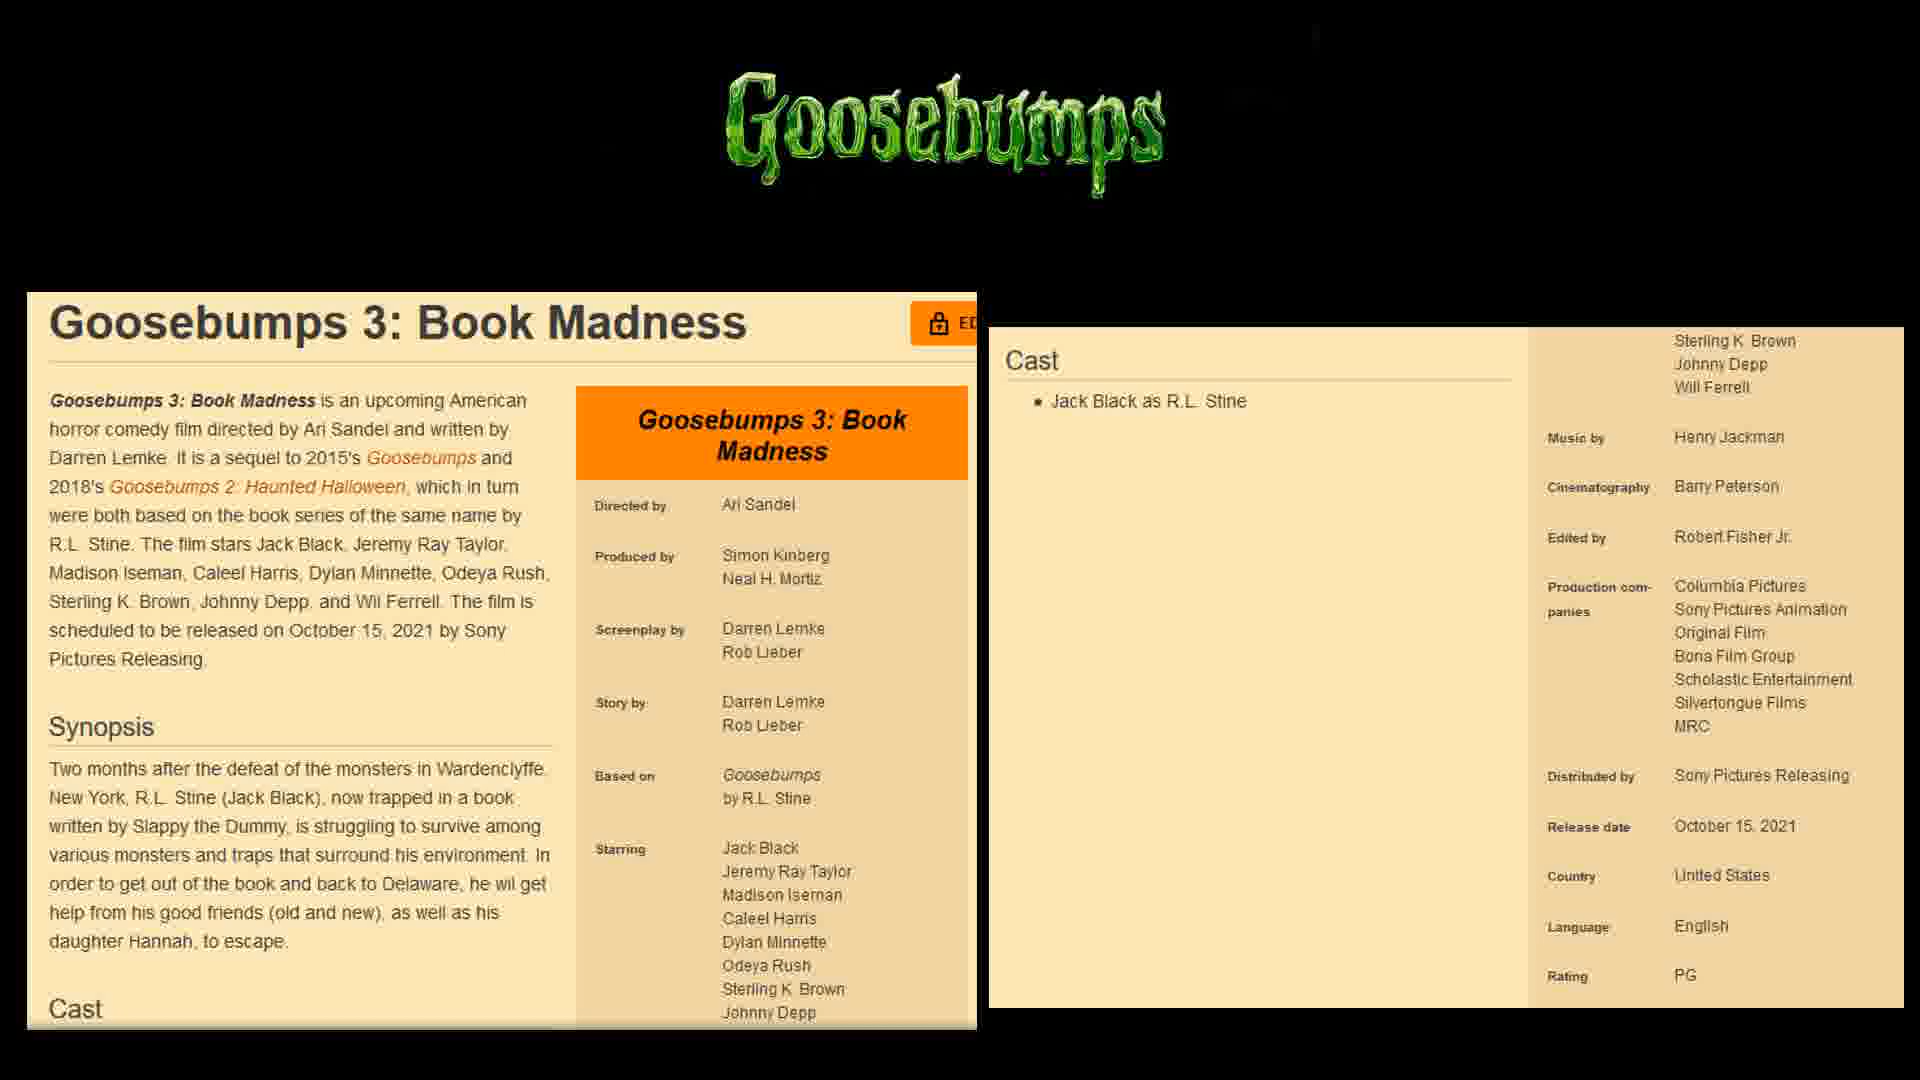 Goosebumps
Goosebumps 3: Book Madness
ED
Goosebumps 3: Book Madness is an upcoming American
horror comedy film directed by Ari Sandel and written by
Darren Lemke. It is a sequel to 2015's Goosebumps and
2018's Goosebumps 2: Haunted Halloween, which in turn
were both based on the book series of the same name by
R.L. Stine. The film stars Jack Black, Jeremy Ray Taylor,
Madison Iseman, Caleel Harris, Dylan Minnette, Odeya Rush,
Sterling K. Brown, Johnny Depp, and Wil Ferrell. The film is
scheduled to be released on October 15, 2021 by Sony
Pictures Releasing.
Synopsis
Two months after the defeat of the monsters in Wardenclyffe,
New York, R.L. Stine (Jack Black), now trapped in a book
written by Slappy the Dummy, is struggling to survive among
various monsters and traps that surround his environment. In
order to get out of the book and back to Delaware, he wil get
help from his good friends (old and new), as well as his
daughter Hannah, to escape.
Cast
Goosebumps 3: Book
Madness
Directed by Ari Sandel
Produced by Simon Kinberg
Neal H. Mortiz
Screenplay by Darren Lemke
Rob Lieber
Story by Darren Lemke
Rob Lieber
Based on Goosebumps
by R.L. Stine
Starring Jack Black
Jeremy Ray Taylor
Madison Iseman
Caleel Harris
Dylan Minnette
Odeya Rush
Sterling K. Brown
Johnny Depp
Cast
• Jack Black as R.L. Stine
Sterling K. Brown
Johnny Depp
Will Ferrell
Music by Henry Jackman
Cinematography Barry Peterson
Edited by Robert Fisher Jr.
Production com- Columbia Pictures
panies Sony Pictures Animation
Original Film
Bona Film Group
Scholastic Entertainment
Silvertongue Films
MRC
Distributed by Sony Pictures Releasing
Release date October 15, 2021
Country United States
Language English
Rating PG